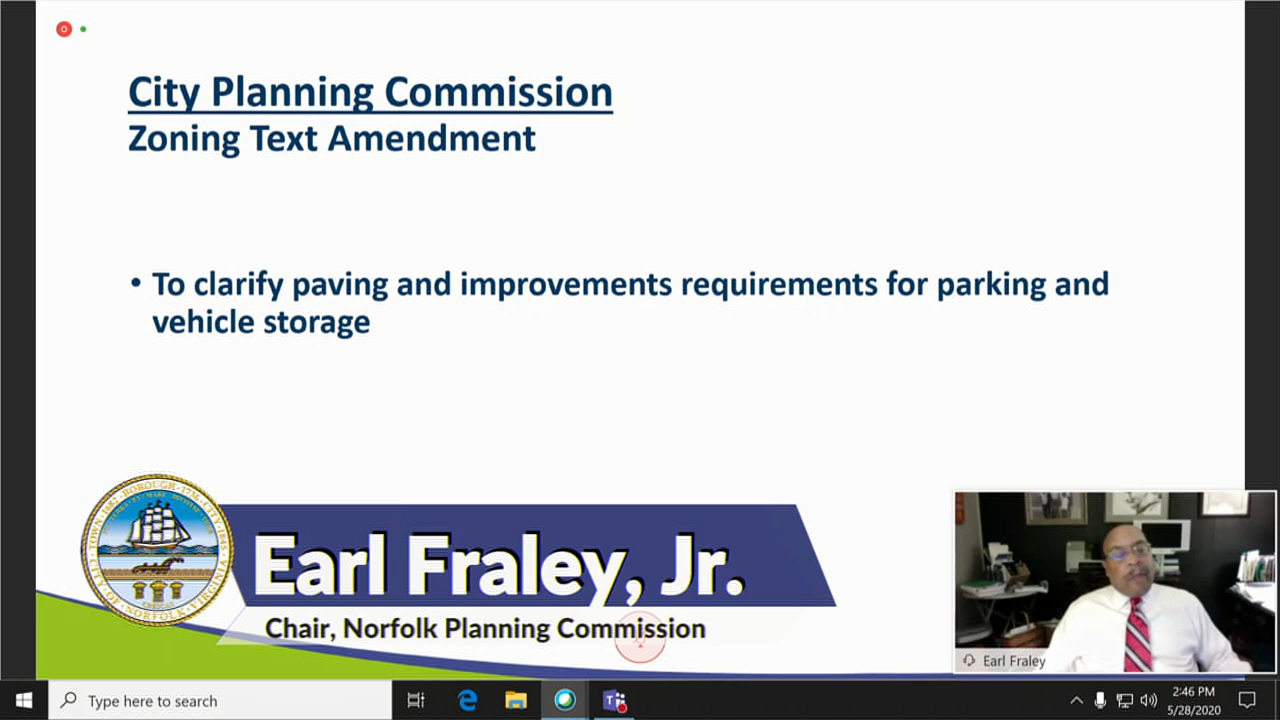 City Planning Commission
Zoning Text Amendment
• To clarify paving and improvements requirements for parking and
vehicle storage
Earl Fraley, Jr.
Chair, Norfolk Planning Commission
Earl Fraley
Type here to search
2:46 PM
5/28/2020